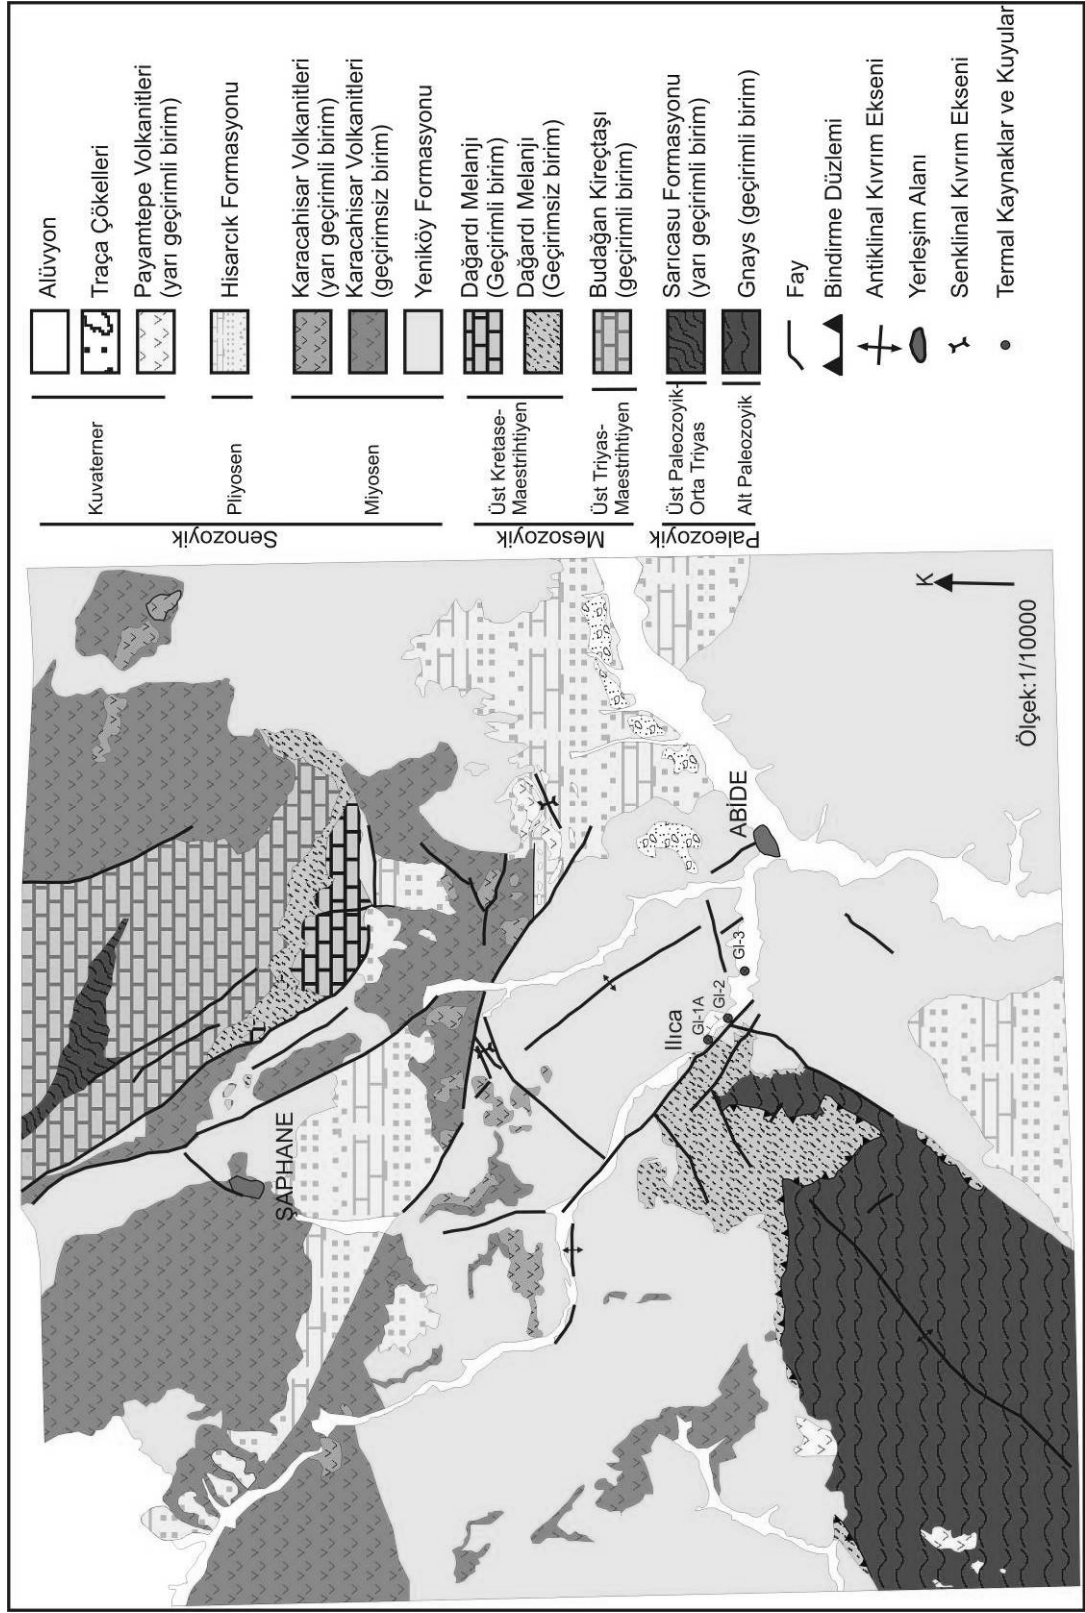 Alüvyon
Traça Çökelleri
Payamtepe Volkanitleri
(yarı geçirimli birim)
Hisarcık Formasyonu
Karacahisar Volkanitleri
(yarı geçirimli birim)
Karacahisar Volkanitleri
(geçirimsiz birim)
Yeniköy Formasyonu
Dağardı Melanjı
(Geçirimli birim)
Dağardı Melanjı
(Geçirimsiz birim)
Budağan Kireçtaşı
(geçirimli birim)
Sarıcasu Formasyonu
(yarı geçirimli birim)
Gnays (geçirimli birim)
Fay
Bindirme Düzlemi
Antiklinal Kıvrım Ekseni
Yerleşim Alanı
Senklinal Kıvrım Ekseni
Termal Kaynaklar ve Kuyular
Kuvaterner
Pliyosen
Miyosen
Üst Kretase-
Maestrihtiyen
Üst Triyas-
Maestrihtiyen
Üst Paleozoyik-
Orta Triyas
Alt Paleozoyik
Senozoyik
Mesozoyik
Paleozoyik
ŞAPHANE
Ilıca
GI-1A
GI-2
GI-3
ABİDE
K
Ölçek:1/10000